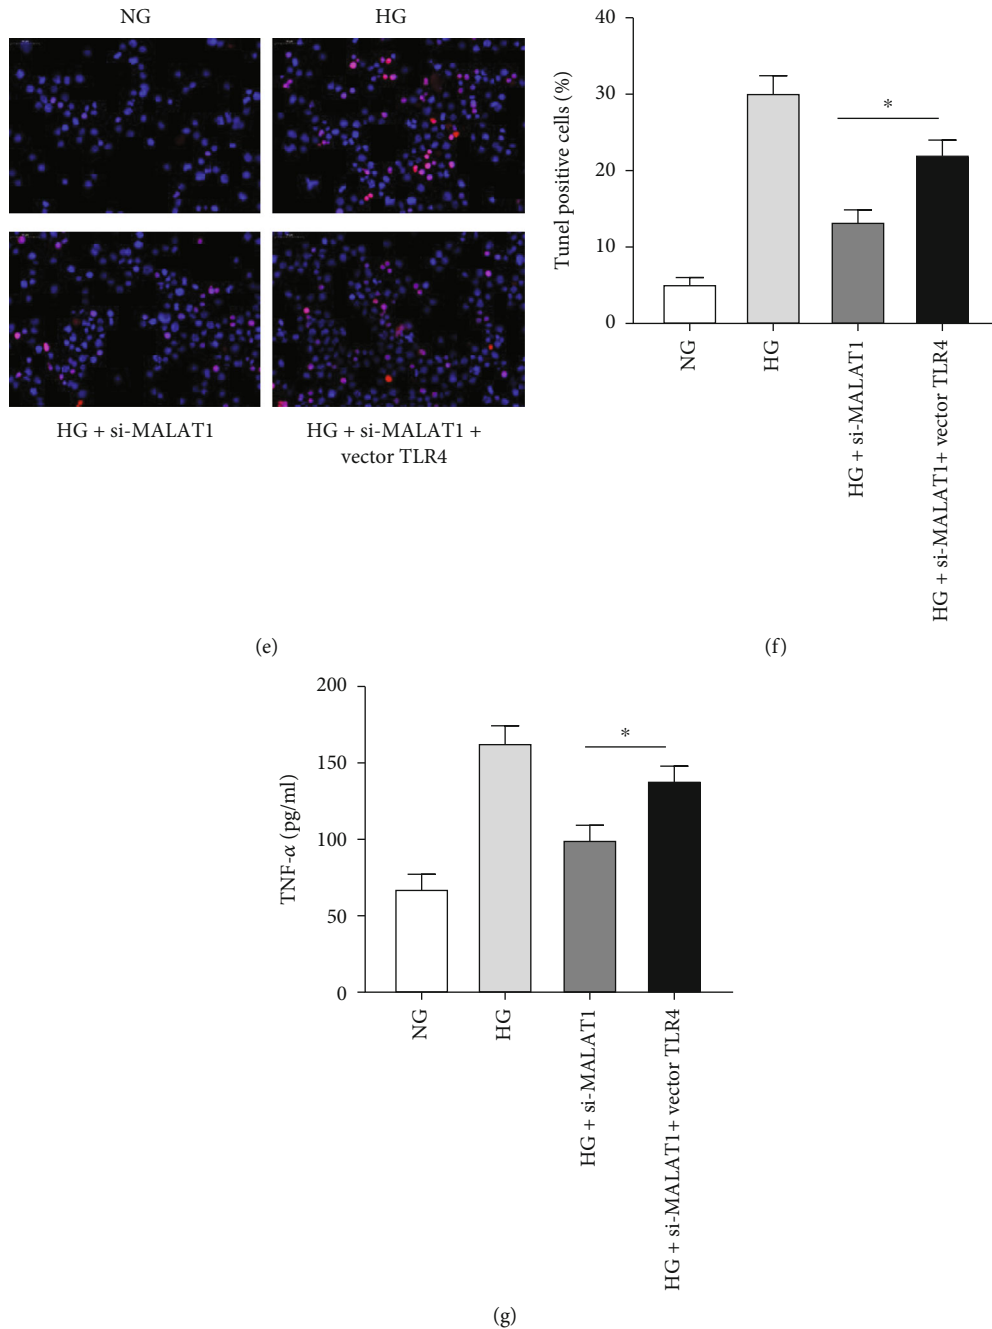 NG
HG
HG + si-MALAT1
HG + si-MALAT1 +
vector TLR4
(e)
Tunel positive cells (%)
40
30
20
10
0
*
NG
HG
HG + si-MALAT1
HG + si-MALAT1+ vector TLR4
(f)
TNF-α (pg/ml)
200
150
100
50
0
*
NG
HG
HG + si-MALAT1
HG + si-MALAT1+ vector TLR4
(g)